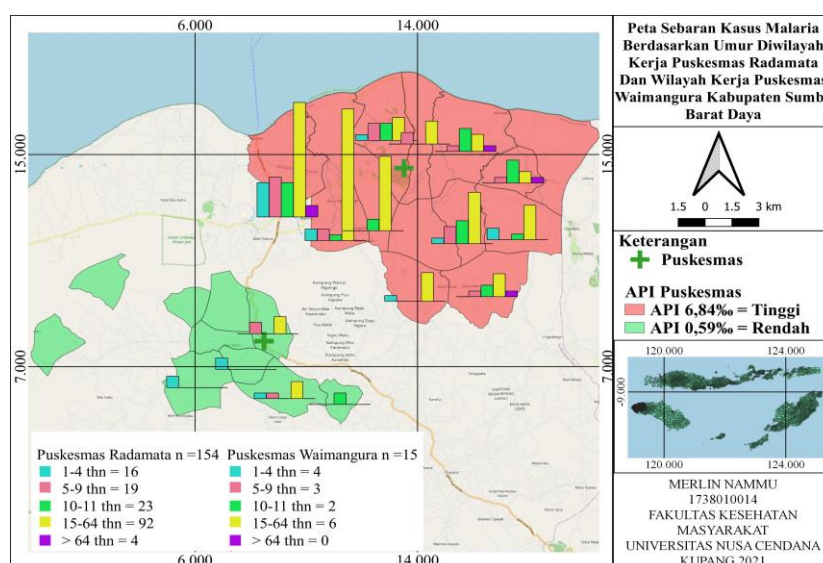 Peta Sebaran Kasus Malaria
Berdasarkan Umur Diwilayah
Kerja Puskesmas Radamata
Dan Wilayah Kerja Puskesmas
Waimangura Kabupaten Sumba
Barat Daya
1.5 0 1.5 3 km
Keterangan
Puskesmas
API Puskesmas
API 6,84‰ = Tinggi
API 0,59‰ = Rendah
120.000 124.000
-9.000
120.000 124.000
MERLIN NAMMU
1738010014
FAKULTAS KESEHATAN
MASYARAKAT
UNIVERSITAS NUSA CENDANA
KUPANG 2021
6.000 14.000
15.000 15.000
7.000 7.000
6.000 14.000
Puskesmas Radamata n =154
1-4 thn = 16
5-9 thn = 19
10-11 thn = 23
15-64 thn = 92
> 64 thn = 4
Puskesmas Waimangura n =15
1-4 thn = 4
5-9 thn = 3
10-11 thn = 2
15-64 thn = 6
> 64 thn = 0